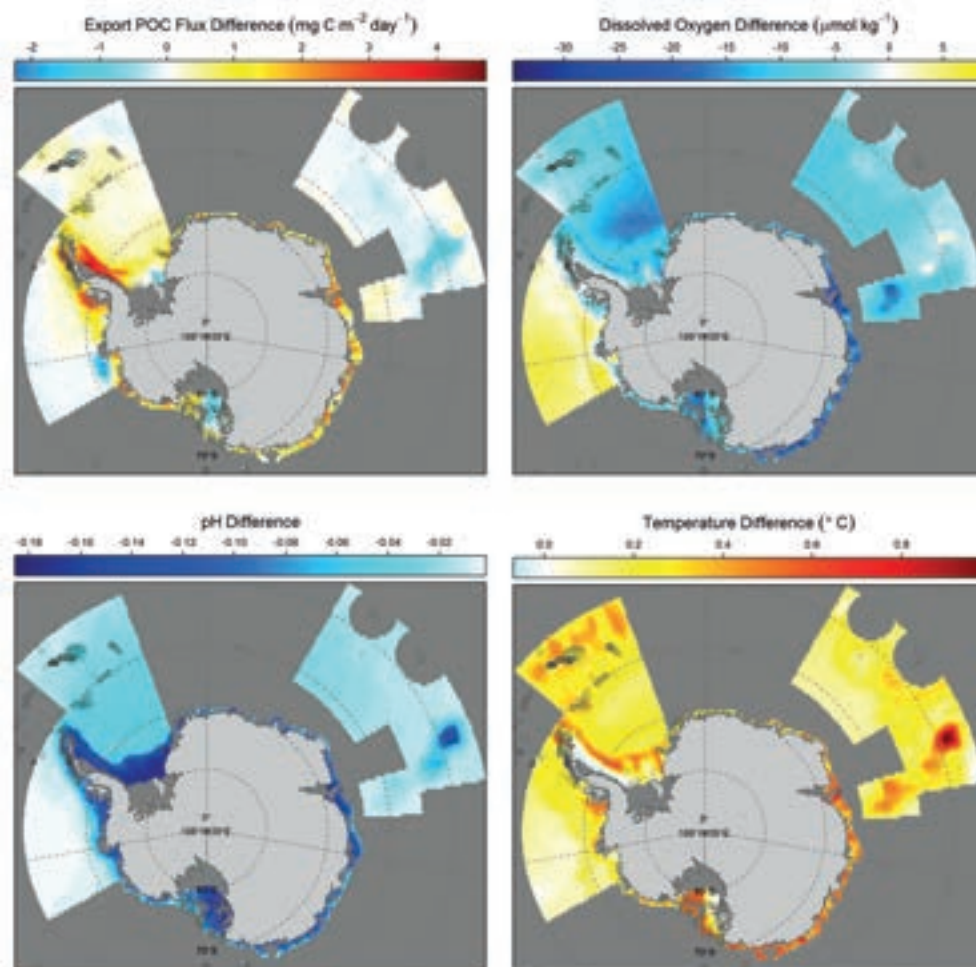 Export POC Flux Difference (mg C m⁻² day⁻¹)
-2 -1 0 1 2 3 4
Dissolved Oxygen Difference (μmol kg⁻¹)
-30 -25 -20 -15 -10 -5 0 5
pH Difference
-0.18 -0.16 -0.14 -0.12 -0.10 -0.08 -0.06 -0.04 -0.02
Temperature Difference (° C)
0.0 0.2 0.4 0.6 0.8